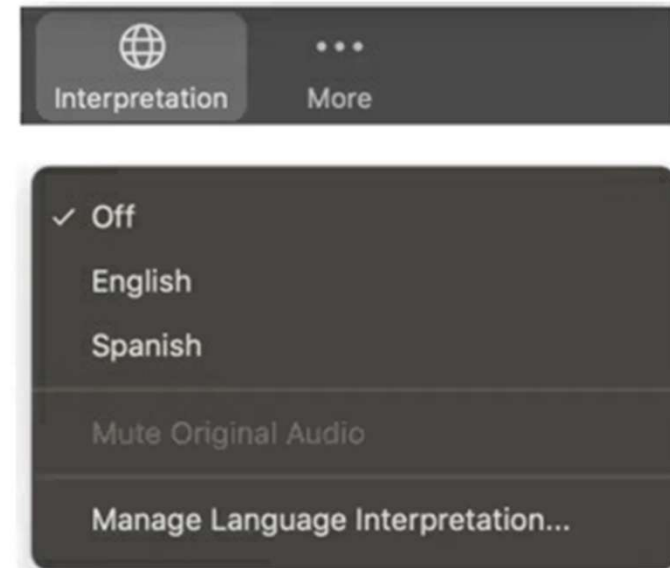 Interpretation
More
Off
English
Spanish
Mute Original Audio
Manage Language Interpretation...